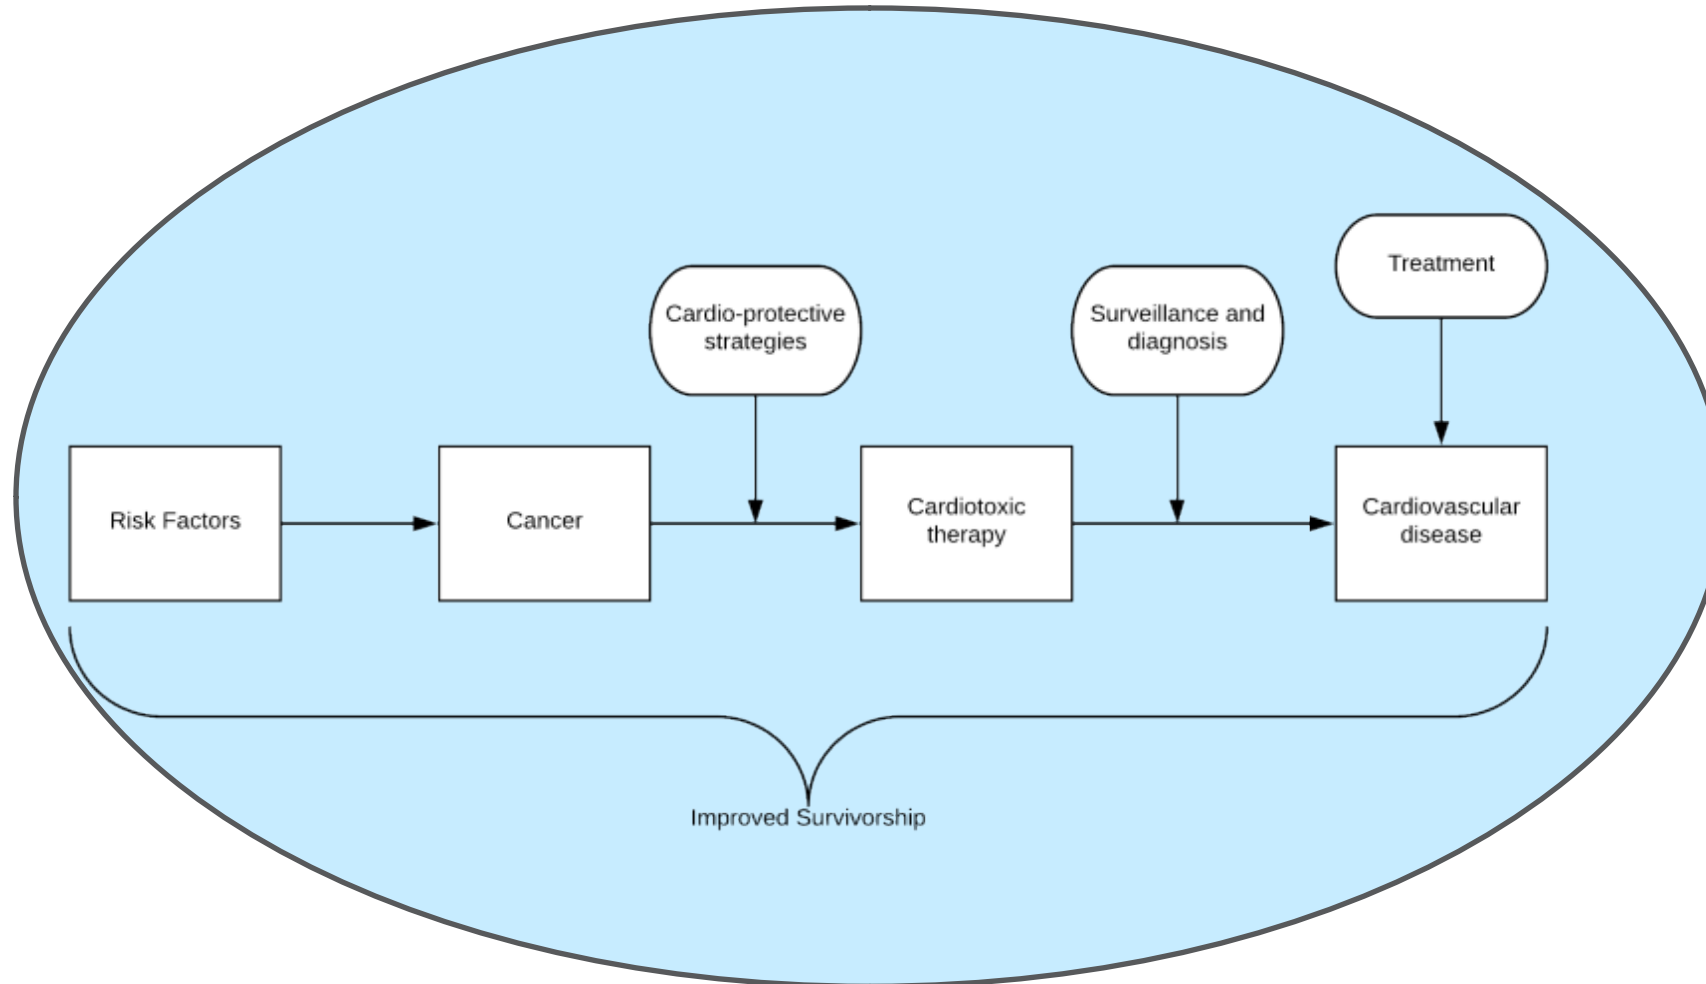 Treatment
Cardio-protective
strategies
Surveillance and
diagnosis
Risk Factors
Cancer
Cardiotoxic
therapy
Cardiovascular
disease
Improved Survivorship